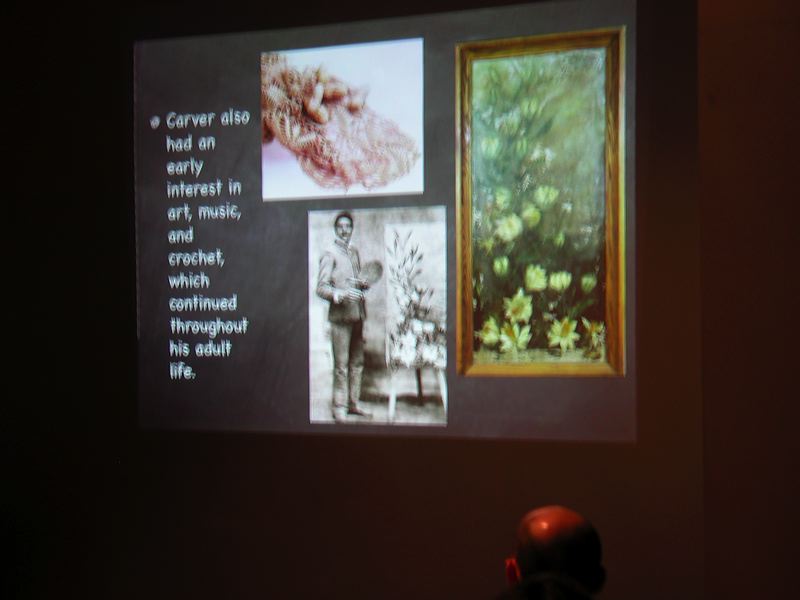 Carver also
had an
early
interest in
art, music,
and
crochet,
which
continued
throughout
his adult
life.